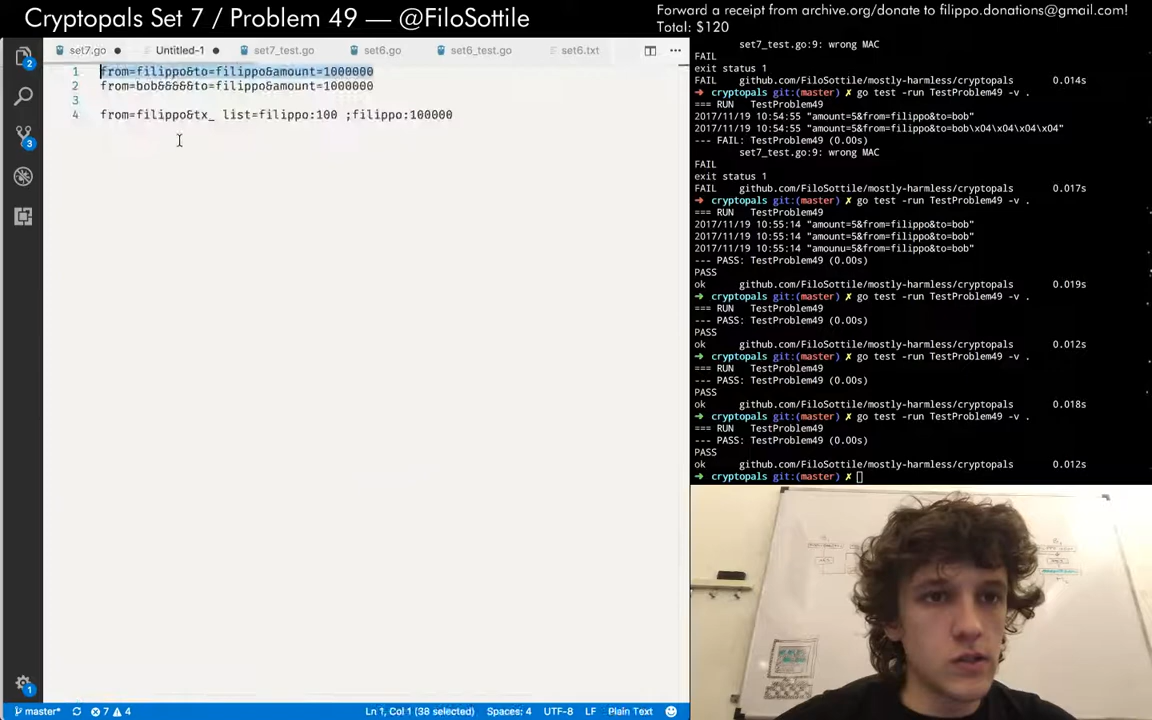 Cryptopals Set 7 / Problem 49 — @FiloSottile
Forward a receipt from archive.org/donate to filippo.donations@gmail.com!
Total: $120
set7.go ● Untitled-1 ● set7_test.go set6.go set6_test.go set6.txt
1 from=filippo&to=filippo&amount=1000000
2 from=bob&&&&&to=filippo&amount=1000000
3
4 from=filippo&tx_ list=filippo:100 ;filippo:100000
2
3
1
master* 7 4 Ln 1, Col 1 (38 selected) Spaces: 4 UTF-8 LF Plain Text
set7_test.go:9: wrong MAC
FAIL
exit status 1
FAIL github.com/FiloSottile/mostly-harmless/cryptopals 0.014s
➜ cryptopals git:(master) ✗ go test -run TestProblem49 -v .
=== RUN TestProblem49
2017/11/19 10:54:55 "amount=5&from=filippo&to=bob"
2017/11/19 10:54:55 "amount=5&from=filippo&to=bob\x04\x04\x04\x04"
--- FAIL: TestProblem49 (0.00s)
set7_test.go:9: wrong MAC
FAIL
exit status 1
FAIL github.com/FiloSottile/mostly-harmless/cryptopals 0.017s
➜ cryptopals git:(master) ✗ go test -run TestProblem49 -v .
=== RUN TestProblem49
2017/11/19 10:55:14 "amount=5&from=filippo&to=bob"
2017/11/19 10:55:14 "amount=5&from=filippo&to=bob"
2017/11/19 10:55:14 "amounu=5&from=filippo&to=bob"
--- PASS: TestProblem49 (0.00s)
PASS
ok github.com/FiloSottile/mostly-harmless/cryptopals 0.019s
➜ cryptopals git:(master) ✗ go test -run TestProblem49 -v .
=== RUN TestProblem49
--- PASS: TestProblem49 (0.00s)
PASS
ok github.com/FiloSottile/mostly-harmless/cryptopals 0.012s
➜ cryptopals git:(master) ✗ go test -run TestProblem49 -v .
=== RUN TestProblem49
--- PASS: TestProblem49 (0.00s)
PASS
ok github.com/FiloSottile/mostly-harmless/cryptopals 0.018s
➜ cryptopals git:(master) ✗ go test -run TestProblem49 -v .
=== RUN TestProblem49
--- PASS: TestProblem49 (0.00s)
PASS
ok github.com/FiloSottile/mostly-harmless/cryptopals 0.012s
➜ cryptopals git:(master) ✗